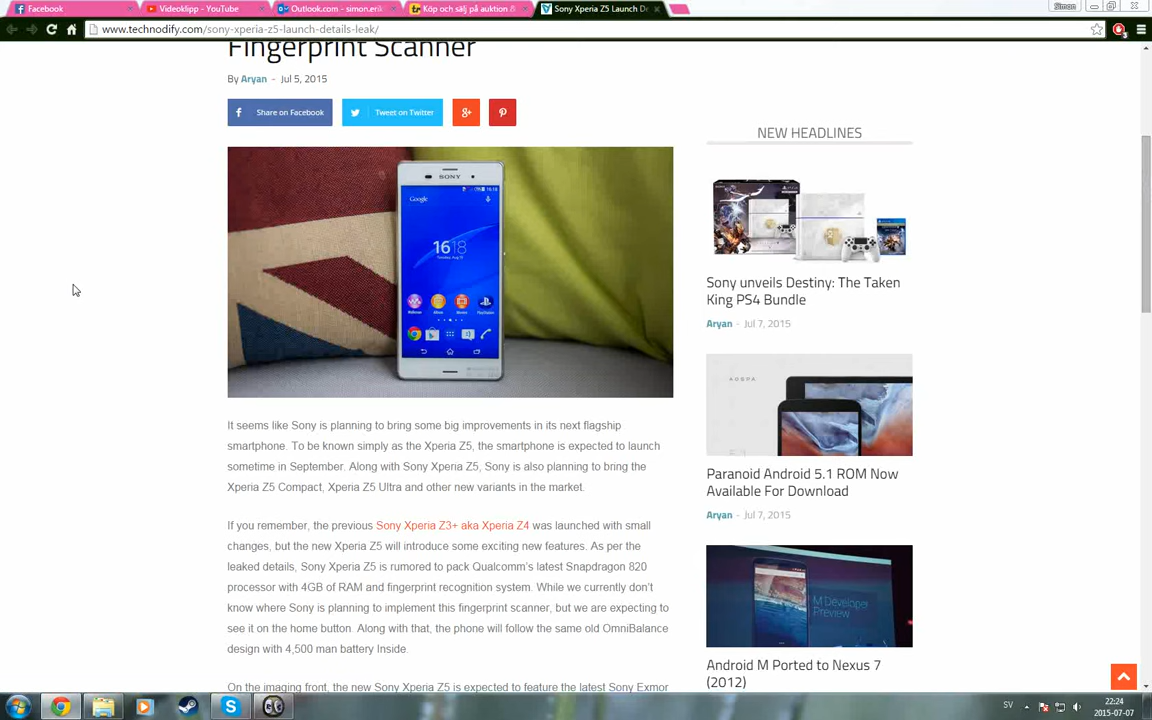 Facebook
Videoklipp - YouTube
Outlook.com - simon.erik
Köp och sälj på auktion &
Sony Xperia Z5 Launch De
Simon
www.technodify.com/sony-xperia-z5-launch-details-leak/
Fingerprint Scanner
By Aryan - Jul 5, 2015
Share on Facebook
Tweet on Twitter
SONY
Google
16 18
It seems like Sony is planning to bring some big improvements in its next flagship
smartphone. To be known simply as the Xperia Z5, the smartphone is expected to launch
sometime in September. Along with Sony Xperia Z5, Sony is also planning to bring the
Xperia Z5 Compact, Xperia Z5 Ultra and other new variants in the market.
If you remember, the previous Sony Xperia Z3+ aka Xperia Z4 was launched with small
changes, but the new Xperia Z5 will introduce some exciting new features. As per the
leaked details, Sony Xperia Z5 is rumored to pack Qualcomm's latest Snapdragon 820
processor with 4GB of RAM and fingerprint recognition system. While we currently don't
know where Sony is planning to implement this fingerprint scanner, but we are expecting to
see it on the home button. Along with that, the phone will follow the same old OmniBalance
design with 4,500 man battery Inside.
On the imaging front, the new Sony Xperia Z5 is expected to feature the latest Sony Exmor
NEW HEADLINES
Sony unveils Destiny: The Taken
King PS4 Bundle
Aryan - Jul 7, 2015
Paranoid Android 5.1 ROM Now
Available For Download
Aryan - Jul 7, 2015
M Developer
Preview
Android M Ported to Nexus 7
(2012)
SV
22:24
2015-07-07